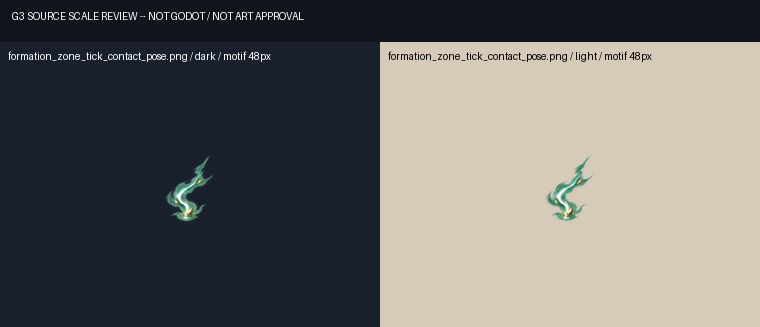 G3 SOURCE SCALE REVIEW -- NOT GODOT / NOT ART APPROVAL
formation_zone_tick_contact_pose.png / dark / motif 48px
formation_zone_tick_contact_pose.png / light / motif 48px